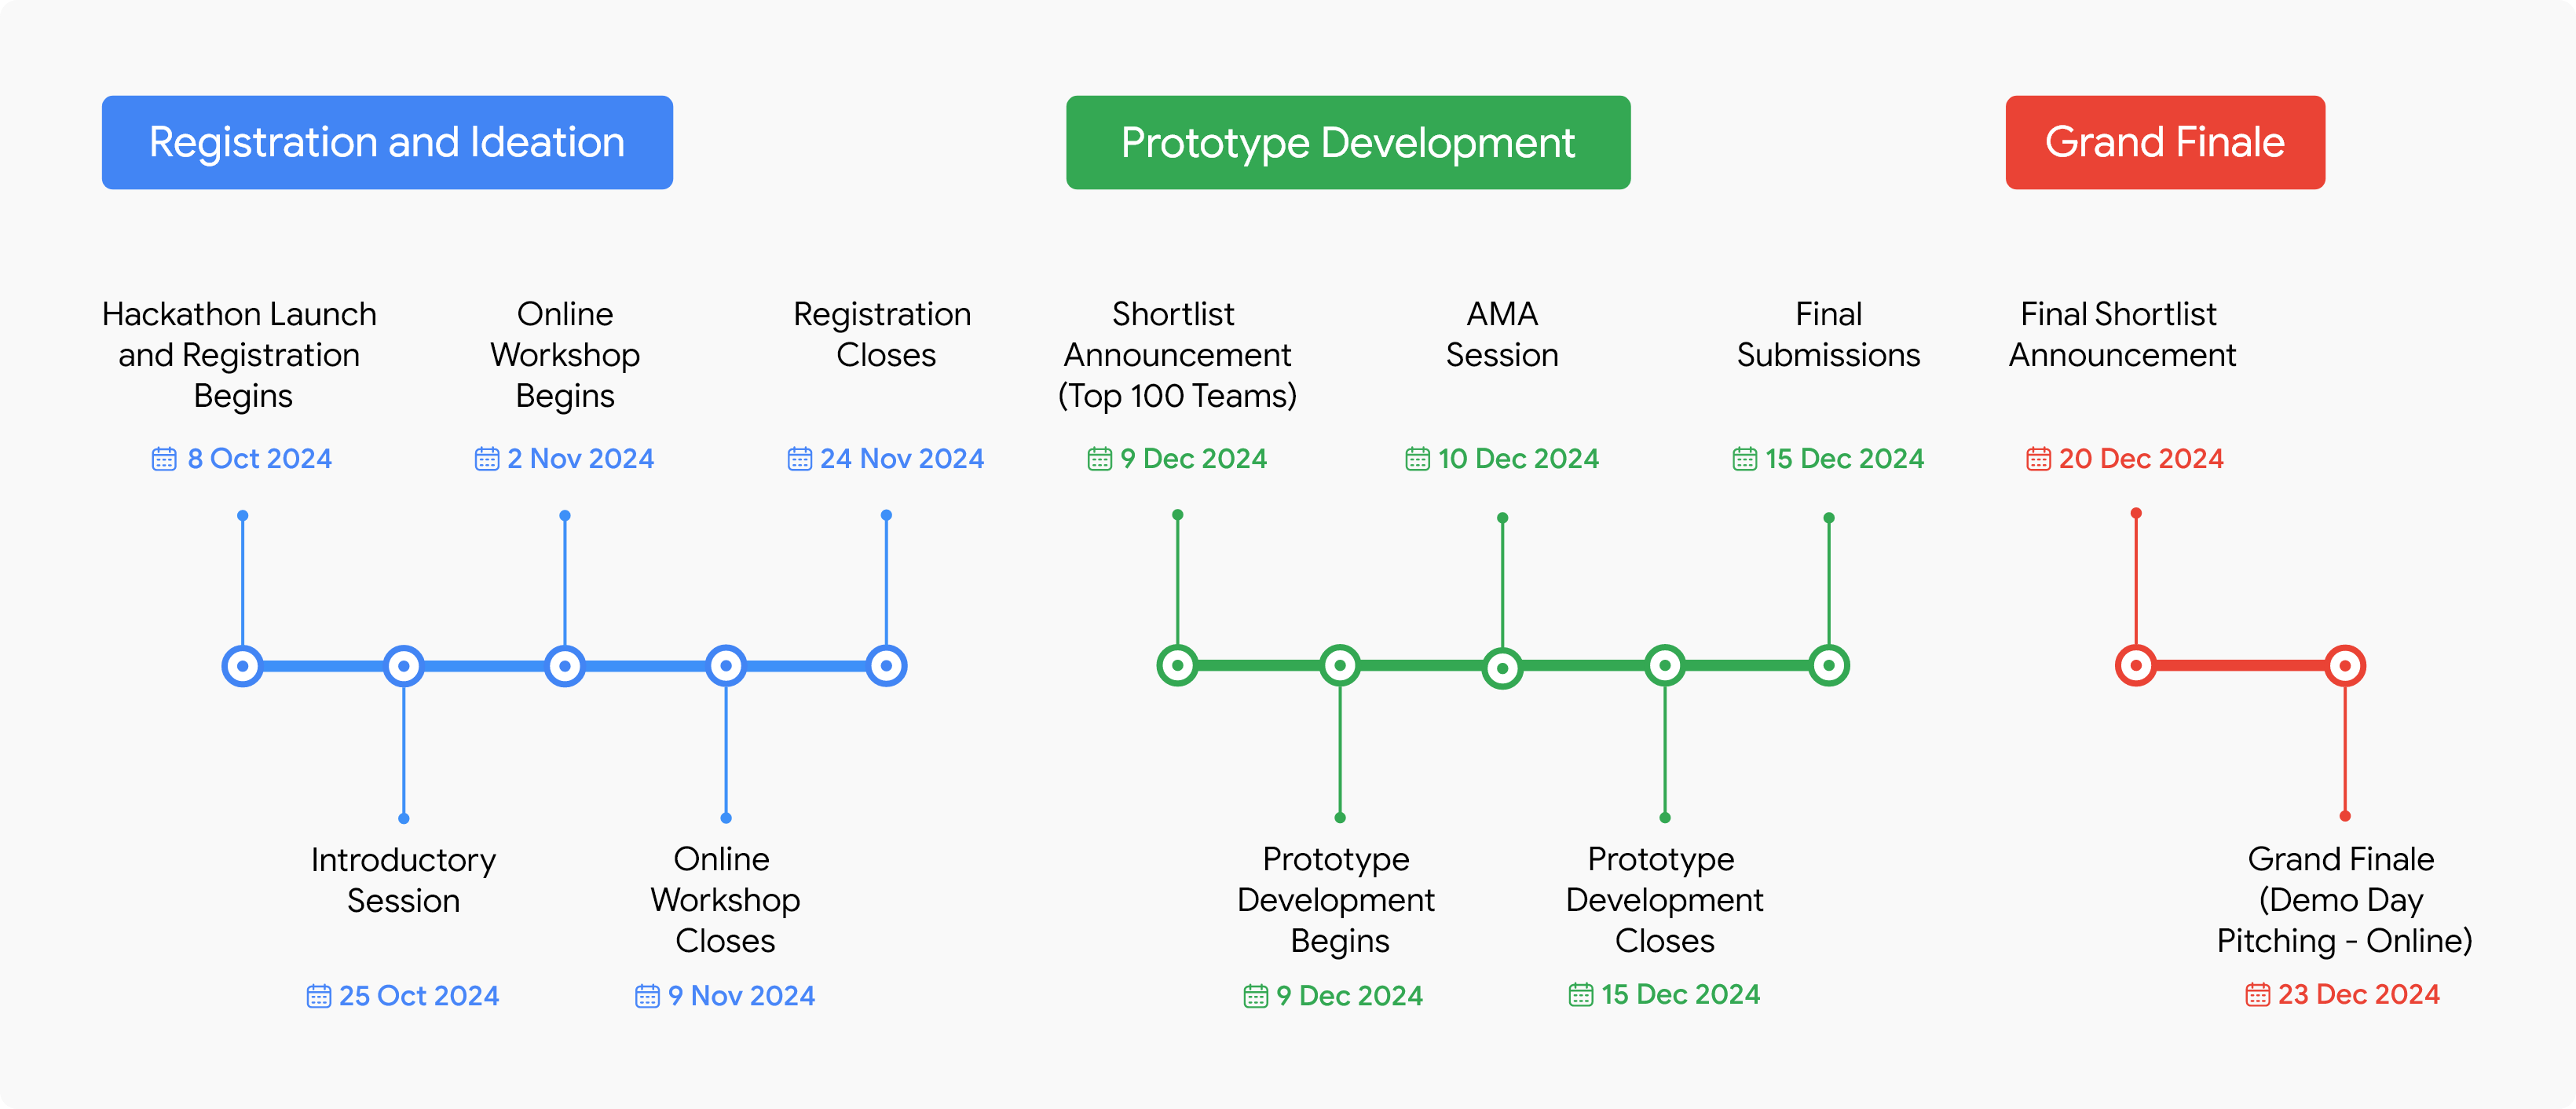 Registration and Ideation
Prototype Development
Grand Finale
Hackathon Launch
and Registration
Begins
8 Oct 2024
Online
Workshop
Begins
2 Nov 2024
Registration
Closes
24 Nov 2024
Shortlist
Announcement
(Top 100 Teams)
9 Dec 2024
AMA
Session
10 Dec 2024
Final
Submissions
15 Dec 2024
Final Shortlist
Announcement
20 Dec 2024
Introductory
Session
25 Oct 2024
Online
Workshop
Closes
9 Nov 2024
Prototype
Development
Begins
9 Dec 2024
Prototype
Development
Closes
15 Dec 2024
Grand Finale
(Demo Day
Pitching - Online)
23 Dec 2024